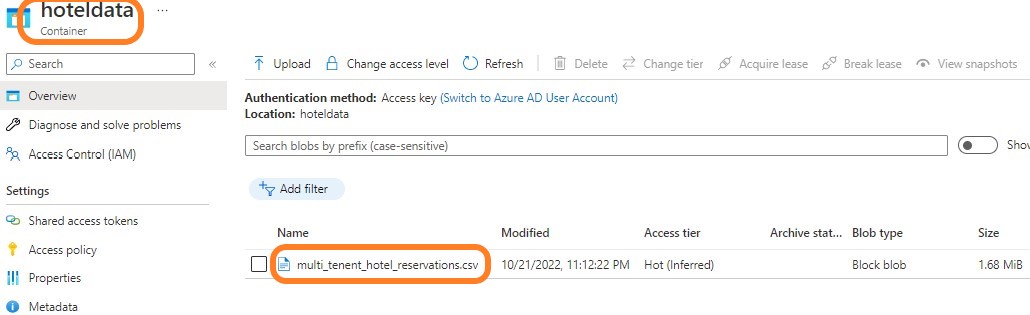 hoteldata
...
Container
Search
«
Overview
Diagnose and solve problems
Access Control (IAM)
Settings
Shared access tokens
Access policy
Properties
Metadata
Upload Change access level Refresh Delete Change tier Acquire lease Break lease View snapshots
Authentication method: Access key (Switch to Azure AD User Account)
Location: hoteldata
Search blobs by prefix (case-sensitive)
Show
Add filter
Name Modified Access tier Archive stat... Blob type Size
multi_tenent_hotel_reservations.csv 10/21/2022, 11:12:22 PM Hot (Inferred) Block blob 1.68 MiB